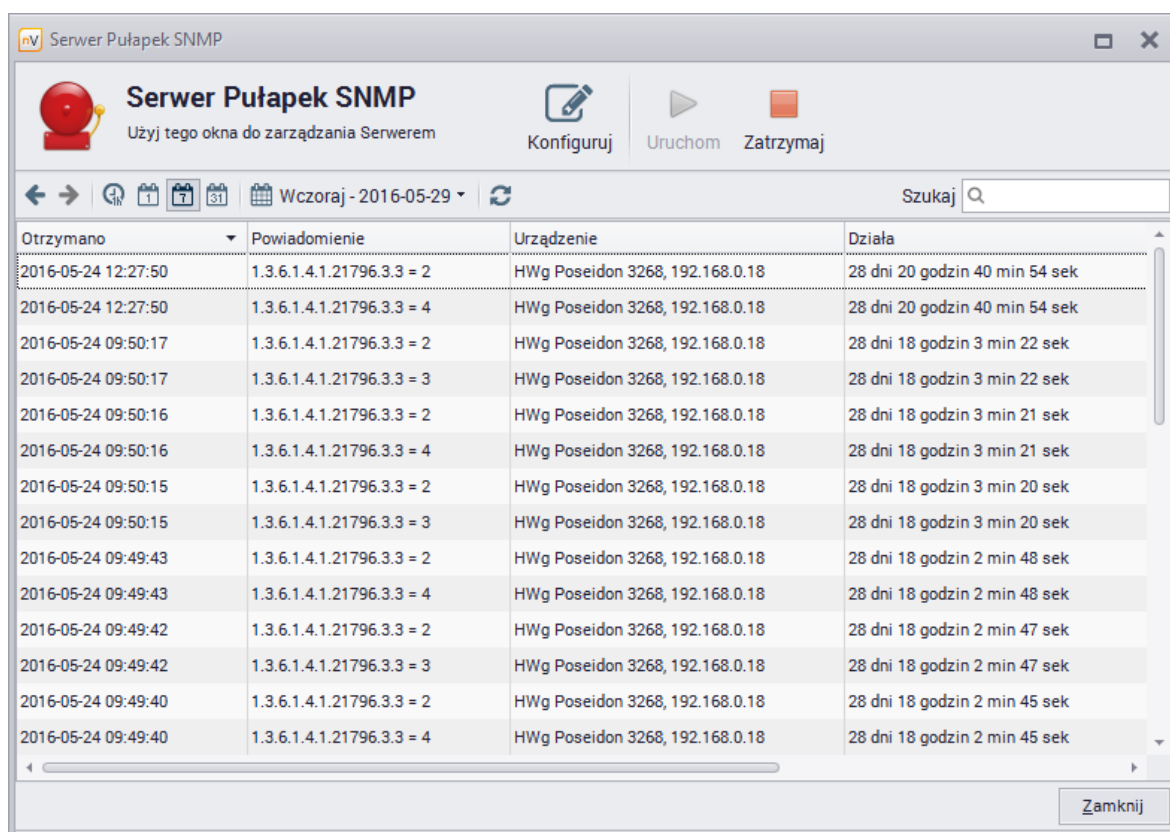 nV Serwer Pułapek SNMP
Serwer Pułapek SNMP
Użyj tego okna do zarządzania Serwerem
Konfiguruj Uruchom Zatrzymaj
1 7 31 Wczoraj - 2016-05-29 Szukaj
Otrzymano Powiadomienie Urządzenie Działa
2016-05-24 12:27:50 1.3.6.1.4.1.21796.3.3 = 2 HWg Poseidon 3268, 192.168.0.18 28 dni 20 godzin 40 min 54 sek
2016-05-24 12:27:50 1.3.6.1.4.1.21796.3.3 = 4 HWg Poseidon 3268, 192.168.0.18 28 dni 20 godzin 40 min 54 sek
2016-05-24 09:50:17 1.3.6.1.4.1.21796.3.3 = 2 HWg Poseidon 3268, 192.168.0.18 28 dni 18 godzin 3 min 22 sek
2016-05-24 09:50:17 1.3.6.1.4.1.21796.3.3 = 3 HWg Poseidon 3268, 192.168.0.18 28 dni 18 godzin 3 min 22 sek
2016-05-24 09:50:16 1.3.6.1.4.1.21796.3.3 = 2 HWg Poseidon 3268, 192.168.0.18 28 dni 18 godzin 3 min 21 sek
2016-05-24 09:50:16 1.3.6.1.4.1.21796.3.3 = 4 HWg Poseidon 3268, 192.168.0.18 28 dni 18 godzin 3 min 21 sek
2016-05-24 09:50:15 1.3.6.1.4.1.21796.3.3 = 2 HWg Poseidon 3268, 192.168.0.18 28 dni 18 godzin 3 min 20 sek
2016-05-24 09:50:15 1.3.6.1.4.1.21796.3.3 = 3 HWg Poseidon 3268, 192.168.0.18 28 dni 18 godzin 3 min 20 sek
2016-05-24 09:49:43 1.3.6.1.4.1.21796.3.3 = 2 HWg Poseidon 3268, 192.168.0.18 28 dni 18 godzin 2 min 48 sek
2016-05-24 09:49:43 1.3.6.1.4.1.21796.3.3 = 4 HWg Poseidon 3268, 192.168.0.18 28 dni 18 godzin 2 min 48 sek
2016-05-24 09:49:42 1.3.6.1.4.1.21796.3.3 = 2 HWg Poseidon 3268, 192.168.0.18 28 dni 18 godzin 2 min 47 sek
2016-05-24 09:49:42 1.3.6.1.4.1.21796.3.3 = 3 HWg Poseidon 3268, 192.168.0.18 28 dni 18 godzin 2 min 47 sek
2016-05-24 09:49:40 1.3.6.1.4.1.21796.3.3 = 2 HWg Poseidon 3268, 192.168.0.18 28 dni 18 godzin 2 min 45 sek
2016-05-24 09:49:40 1.3.6.1.4.1.21796.3.3 = 4 HWg Poseidon 3268, 192.168.0.18 28 dni 18 godzin 2 min 45 sek
Zamknij